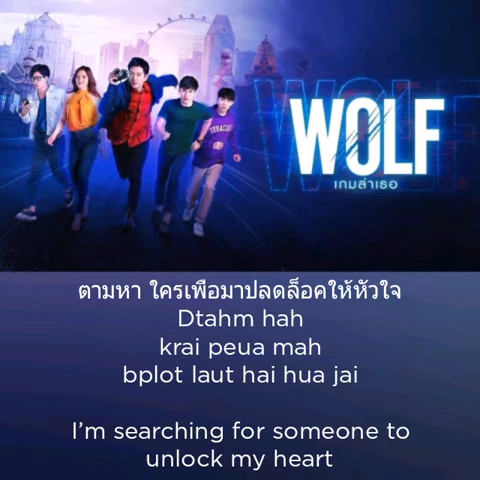 SYRACUSE
WOLF
เกมล่าเธอ
ตามหา ใครเพื่อมาปลดล็อคให้หัวใจ
Dtahm hah
krai peua mah
bplot laut hai hua jai
I’m searching for someone to
unlock my heart